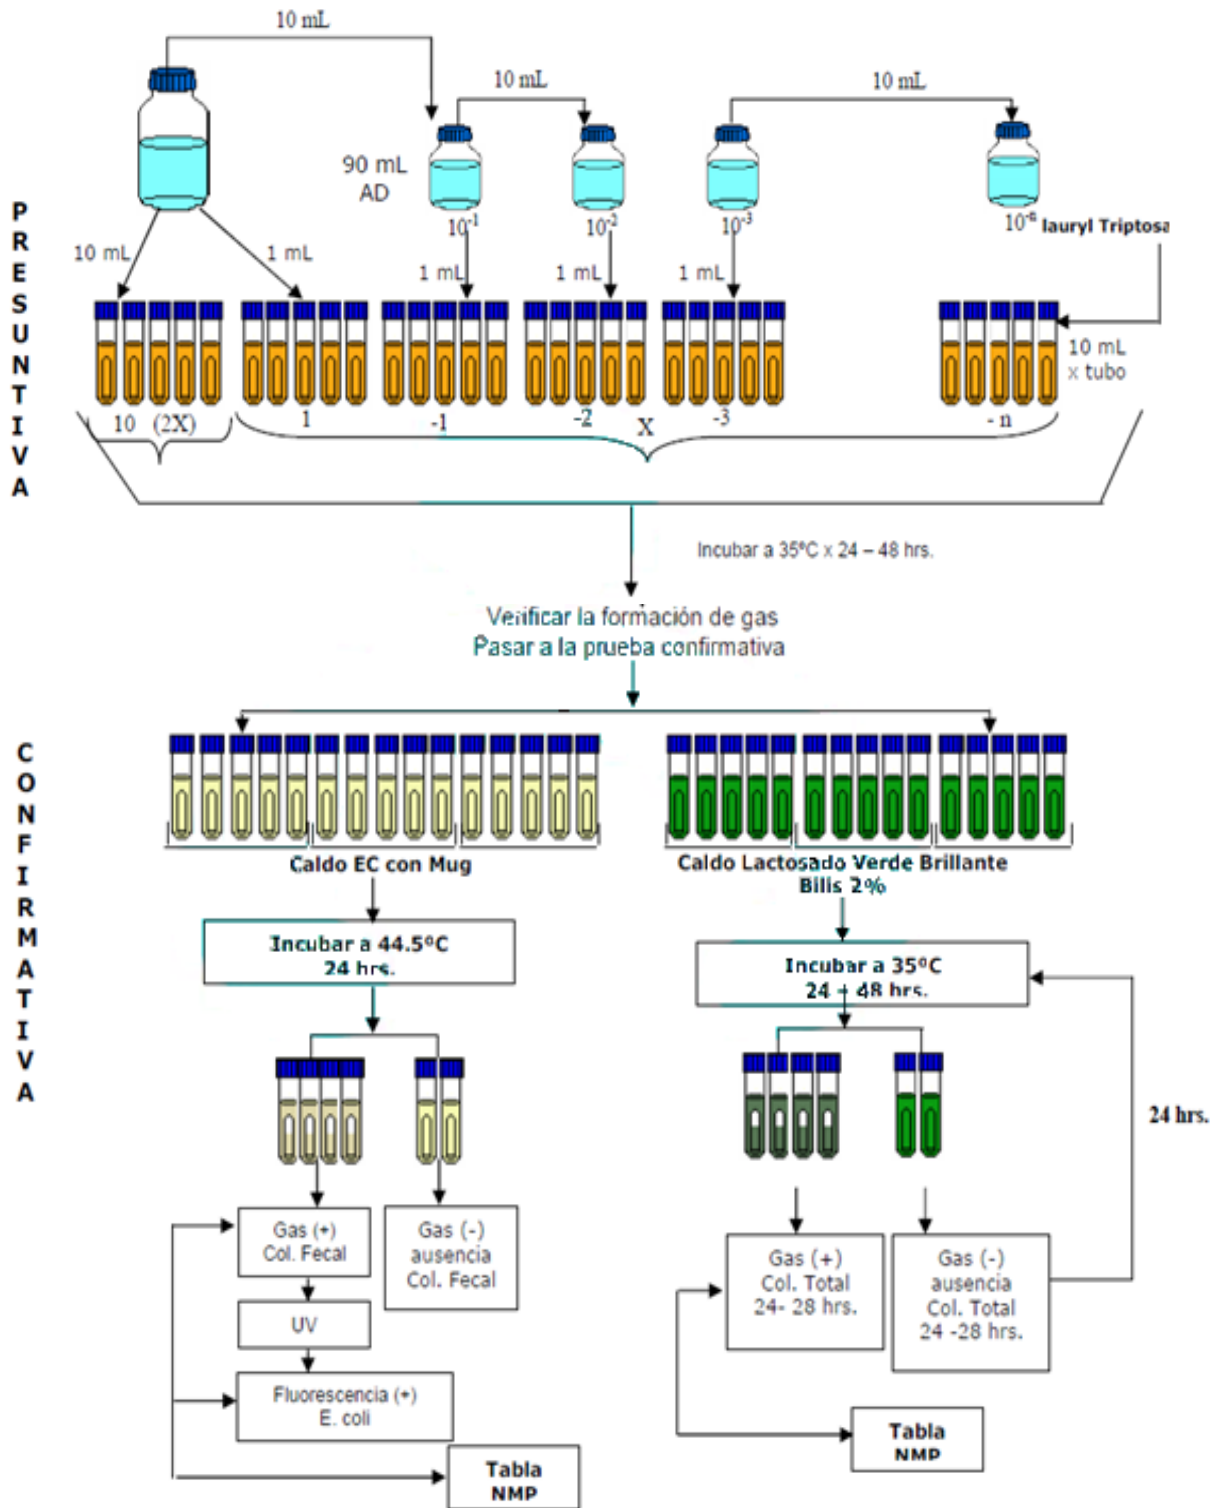 10 mL
10 mL
10 mL
90 mL
AD
10⁻¹
10⁻²
10⁻³
10⁻ⁿ lauryl Triptosa
PRESUNTIVA
10 mL
1 mL
1 mL
1 mL
1 mL
10 mL
x tubo
10 (2X)
1
-1
-2
X
-3
- n
Incubar a 35ºC x 24 – 48 hrs.
Verificar la formación de gas
Pasar a la prueba confirmativa
CONFIRMATIVA
Caldo EC con Mug
Caldo Lactosado Verde Brillante
Bilis 2%
Incubar a 44.5ºC
24 hrs.
Incubar a 35ºC
24 – 48 hrs.
24 hrs.
Gas (+)
Col. Fecal
Gas (-)
ausencia
Col. Fecal
Gas (+)
Col. Total
24- 28 hrs.
Gas (-)
ausencia
Col. Total
24 -28 hrs.
UV
Fluorescencia (+)
E. coli
Tabla
NMP
Tabla
NMP